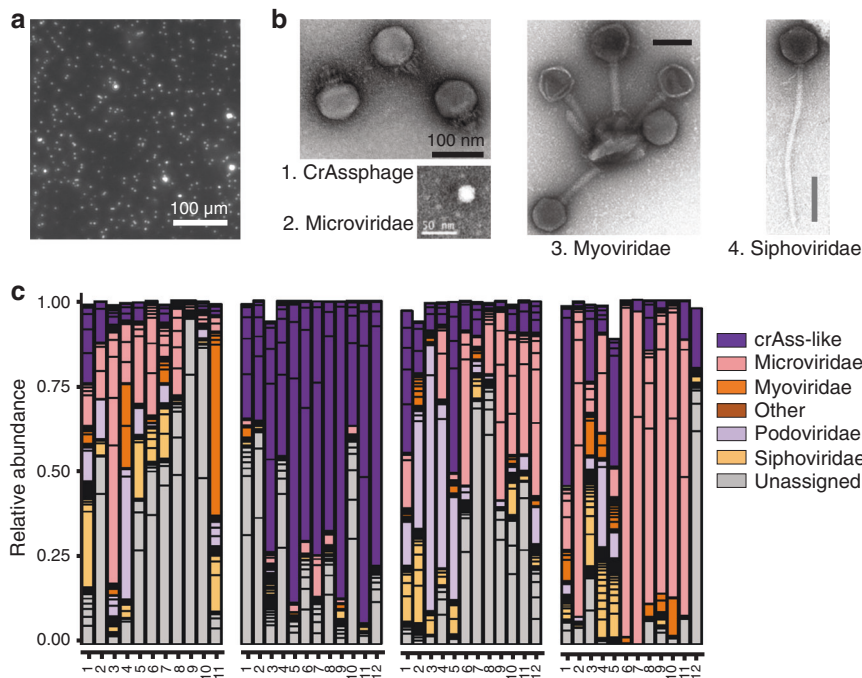 a
100 µm
b
100 nm
1. CrAssphage
2. Microviridae
50 nm
3. Myoviridae
4. Siphoviridae
c
Relative abundance
1.00
0.75
0.50
0.25
0.00
1 2 3 4 5 6 7 8 9 10 11
1 2 3 4 5 6 7 8 9 10 11 12
1 2 3 4 5 6 7 8 9 10 11 12
1 2 3 4 5 6 7 8 9 10 11 12
crAss-like
Microviridae
Myoviridae
Other
Podoviridae
Siphoviridae
Unassigned